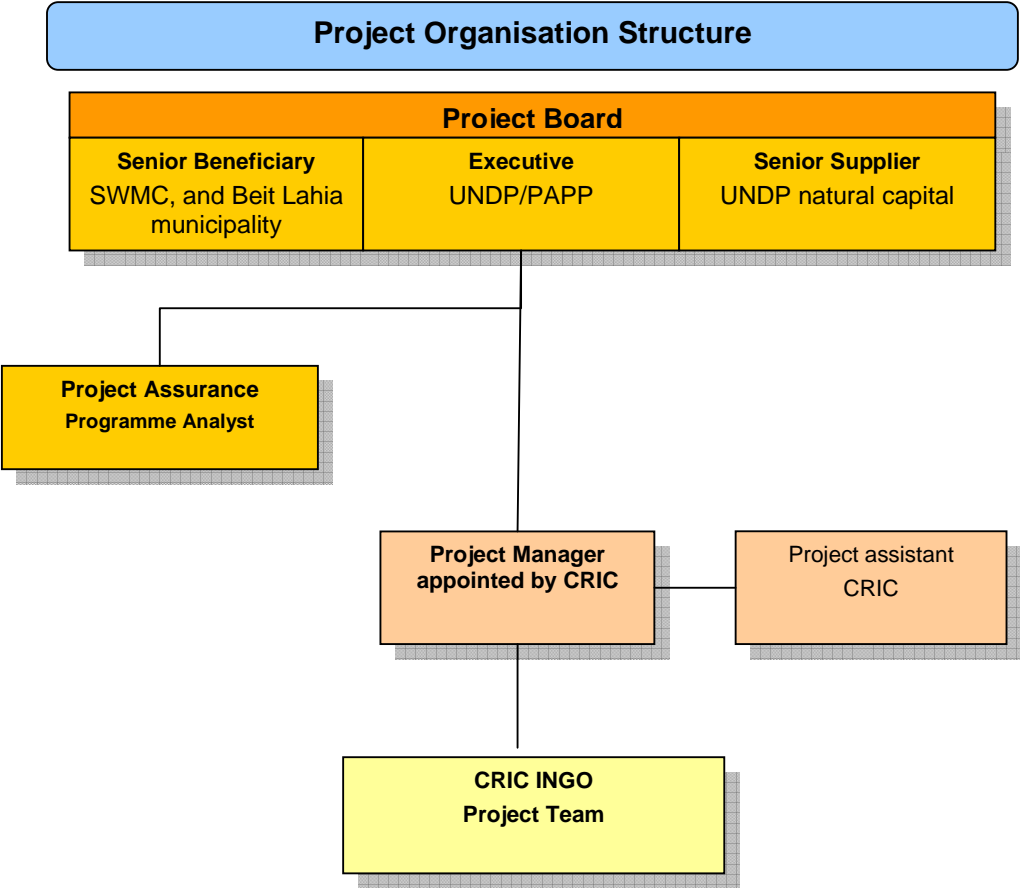 Project Organisation Structure
Project Board
Senior Beneficiary
SWMC, and Beit Lahia
municipality
Executive
UNDP/PAPP
Senior Supplier
UNDP natural capital
Project Assurance
Programme Analyst
Project Manager
appointed by CRIC
Project assistant
CRIC
CRIC INGO
Project Team